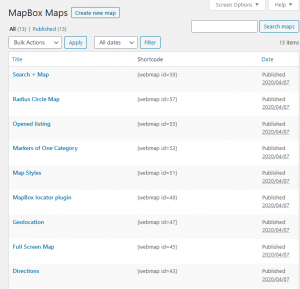 Screen Options ▼ Help ▼
MapBox Maps Create new map
All (13) | Published (13)
Search maps
Bulk Actions Apply All dates Filter 13 items
Title Shortcode Date
Search + Map [webmap id=59] Published
2020/04/07
Radius Circle Map [webmap id=57] Published
2020/04/07
Opened listing [webmap id=55] Published
2020/04/07
Markers of One Category [webmap id=53] Published
2020/04/07
Map Styles [webmap id=51] Published
2020/04/07
MapBox locator plugin [webmap id=49] Published
2020/04/07
Geolocation [webmap id=47] Published
2020/04/07
Full Screen Map [webmap id=45] Published
2020/04/07
Directions [webmap id=43] Published
2020/04/07